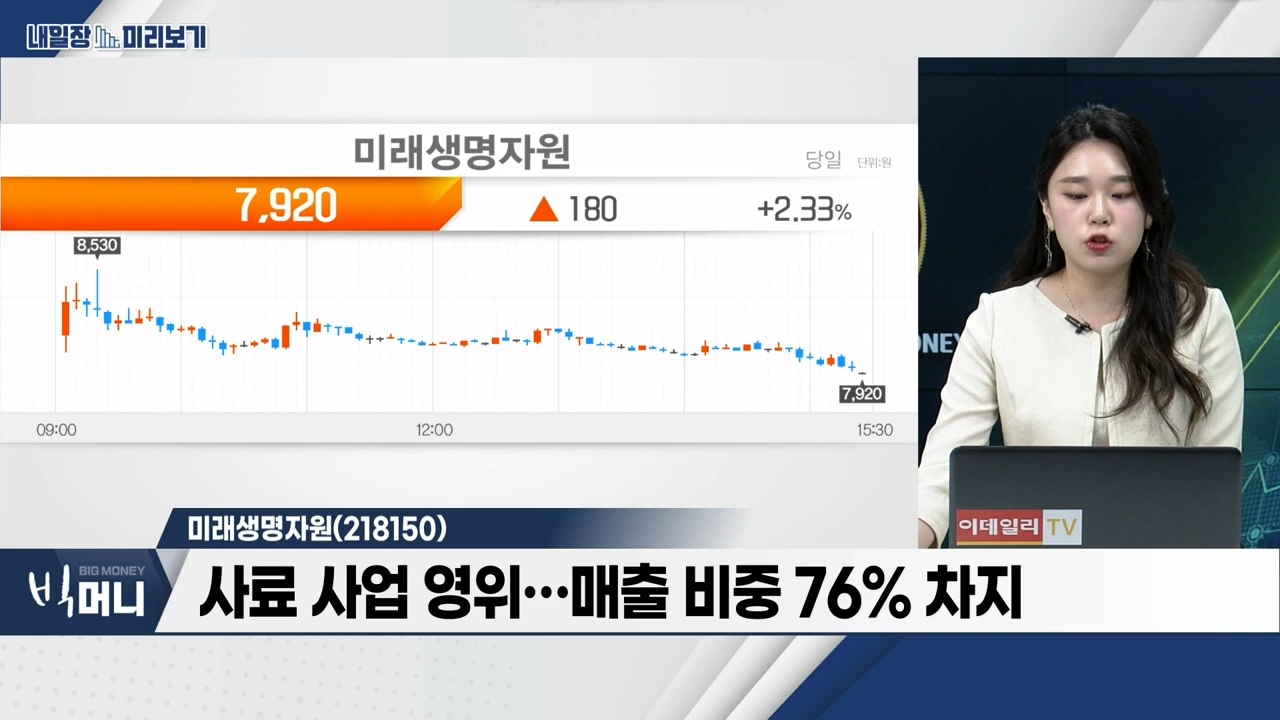 내일장 미리보기
미래생명자원
당일 단위:원
7,920 ▲ 180 +2.33%
8,530
7,920
09:00 12:00 15:30
미래생명자원(218150)
BIG MONEY
빅머니
사료 사업 영위…매출 비중 76% 차지
이데일리 TV